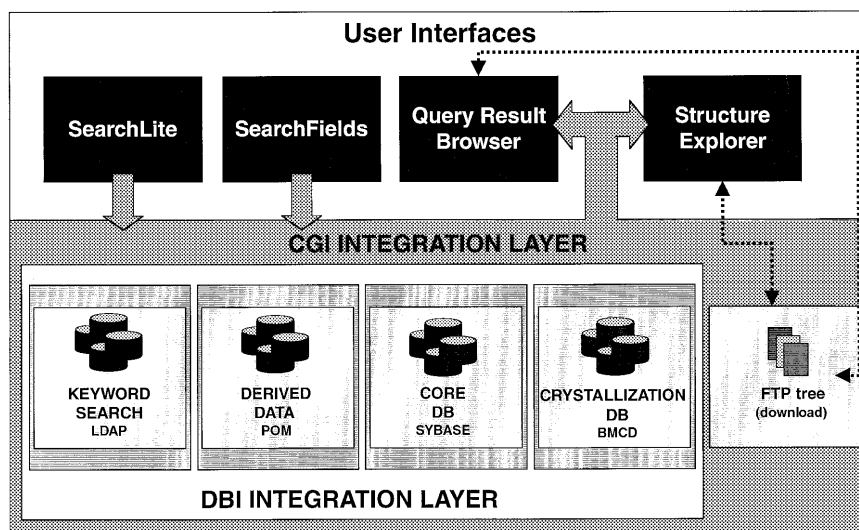 User Interfaces
SearchLite
SearchFields
Query Result
Browser
Structure
Explorer
CGI INTEGRATION LAYER
KEYWORD
SEARCH
LDAP
DERIVED
DATA
POM
CORE
DB
SYBASE
CRYSTALLIZATION
DB
BMCD
FTP tree
(download)
DBI INTEGRATION LAYER